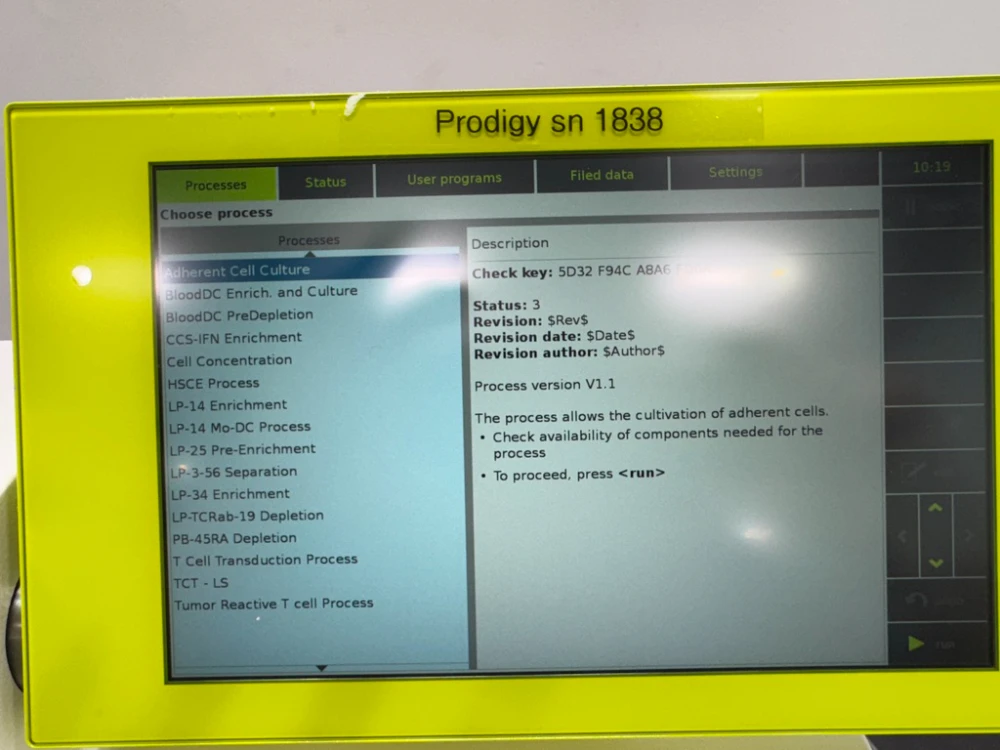 Prodigy sn 1838
Processes Status User programs Filed data Settings 10:19
Choose process
Processes
Adherent Cell Culture
BloodDC Enrich. and Culture
BloodDC PreDepletion
CCS-IFN Enrichment
Cell Concentration
HSCE Process
LP-14 Enrichment
LP-14 Mo-DC Process
LP-25 Pre-Enrichment
LP-3-56 Separation
LP-34 Enrichment
LP-TCRab-19 Depletion
PB-45RA Depletion
T Cell Transduction Process
TCT - LS
Tumor Reactive T cell Process
Description
Check key: 5D32 F94C A8A6
Status: 3
Revision: $Rev$
Revision date: $Date$
Revision author: $Author$
Process version V1.1
The process allows the cultivation of adherent cells.
• Check availability of components needed for the
process
• To proceed, press <run>
run